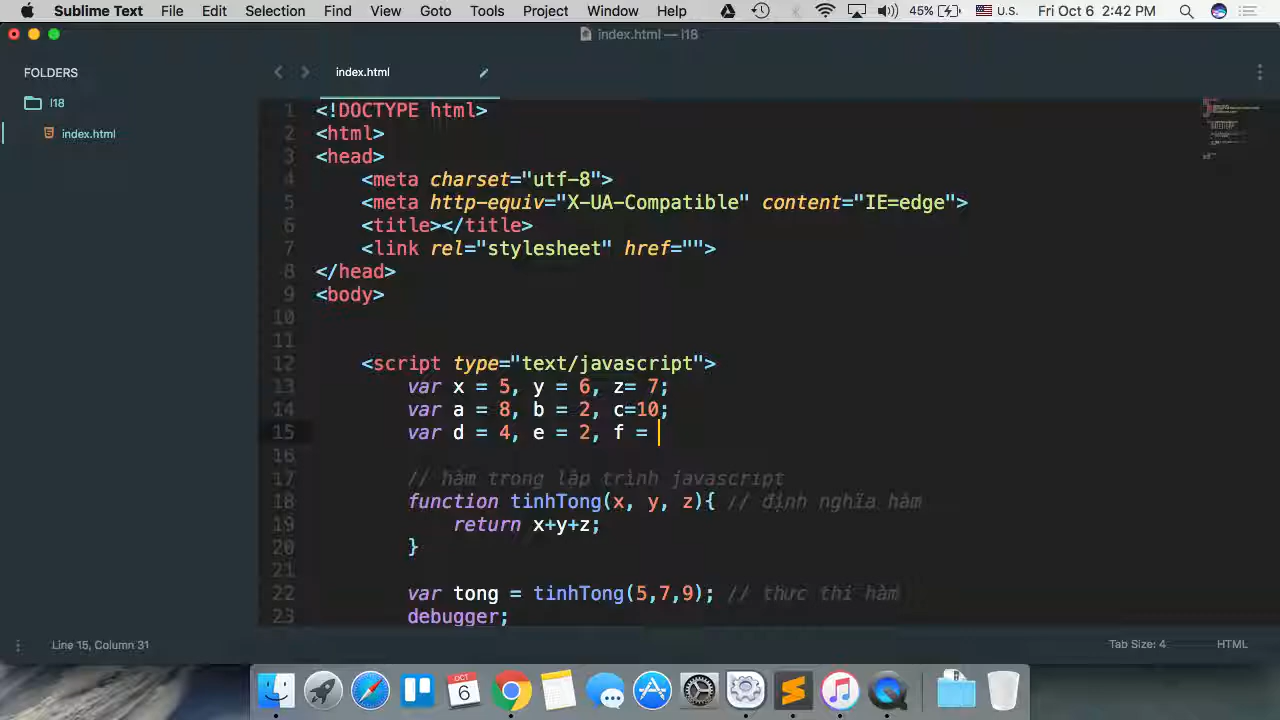 Sublime Text File Edit Selection Find View Goto Tools Project Window Help 45% U.S. Fri Oct 6 2:42 PM
index.html — l18
FOLDERS
l18
index.html
index.html
1 <!DOCTYPE html>
2 <html>
3 <head>
4 <meta charset="utf-8">
5 <meta http-equiv="X-UA-Compatible" content="IE=edge">
6 <title></title>
7 <link rel="stylesheet" href="">
8 </head>
9 <body>
10
11
12 <script type="text/javascript">
13 var x = 5, y = 6, z= 7;
14 var a = 8, b = 2, c=10;
15 var d = 4, e = 2, f =
16
17 // hàm trong lập trình javascript
18 function tinhTong(x, y, z){ // định nghĩa hàm
19 return x+y+z;
20 }
21
22 var tong = tinhTong(5,7,9); // thực thi hàm
23 debugger;
Line 15, Column 31 Tab Size: 4 HTML
OCT
6